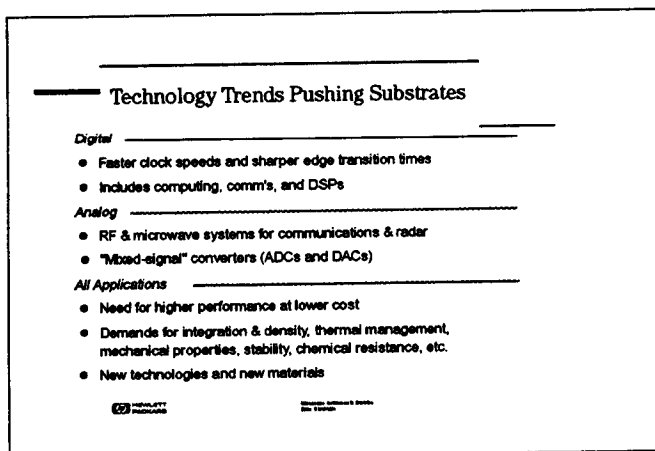 Technology Trends Pushing Substrates
Digital
● Faster clock speeds and sharper edge transition times
● Includes computing, comm's, and DSPs
Analog
● RF & microwave systems for communications & radar
● "Mixed-signal" converters (ADCs and DACs)
All Applications
● Need for higher performance at lower cost
● Demands for integration & density, thermal management,
mechanical properties, stability, chemical resistance, etc.
● New technologies and new materials
hp HEWLETT
PACKARD